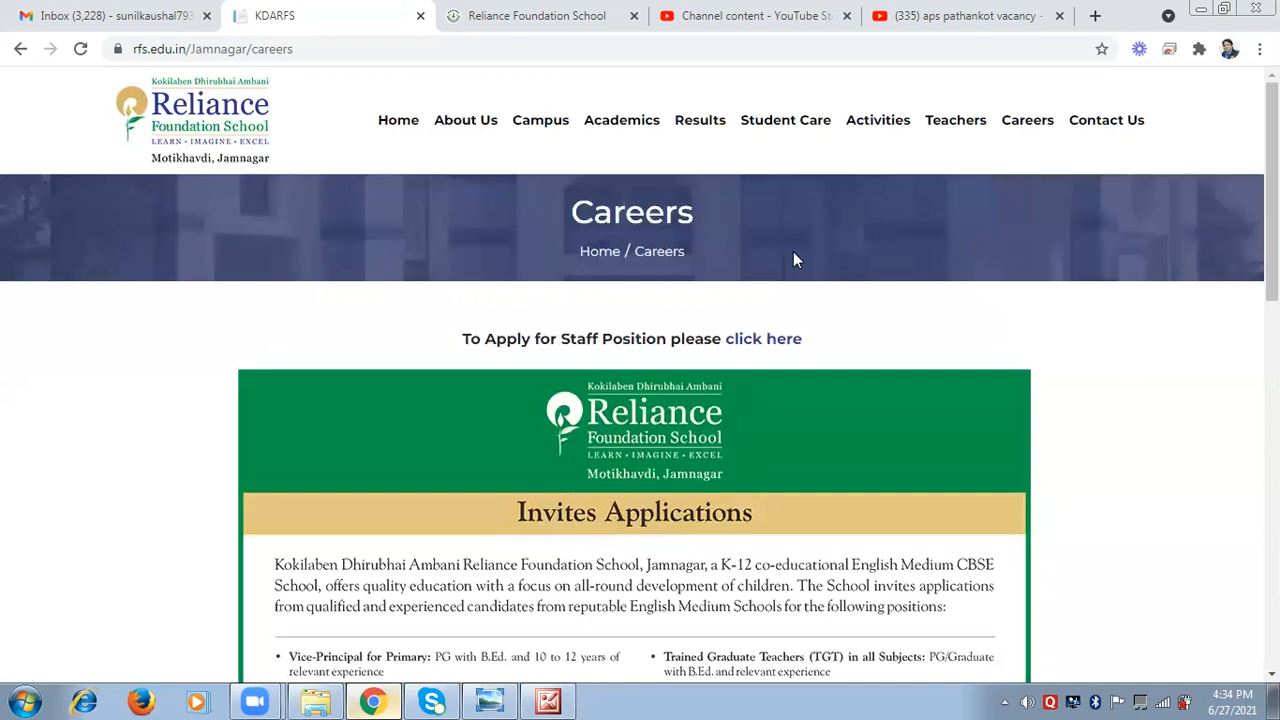 Inbox (3,228) - sunilkaushal793
KDARFS
Reliance Foundation School
Channel content - YouTube St
(335) aps pathankot vacancy -
rfs.edu.in/Jamnagar/careers
Kokilaben Dhirubhai Ambani
Reliance
Foundation School
LEARN • IMAGINE • EXCEL
Motikhavdi, Jamnagar
Home About Us Campus Academics Results Student Care Activities Teachers Careers Contact Us
Careers
Home / Careers
To Apply for Staff Position please click here
Kokilaben Dhirubhai Ambani
Reliance
Foundation School
LEARN • IMAGINE • EXCEL
Motikhavdi, Jamnagar
Invites Applications
Kokilaben Dhirubhai Ambani Reliance Foundation School, Jamnagar, a K-12 co-educational English Medium CBSE
School, offers quality education with a focus on all-round development of children. The School invites applications
from qualified and experienced candidates from reputable English Medium Schools for the following positions:
• Vice-Principal for Primary: PG with B.Ed. and 10 to 12 years of
relevant experience
• Trained Graduate Teachers (TGT) in all Subjects: PG/Graduate
with B.Ed. and relevant experience
4:34 PM
6/27/2021